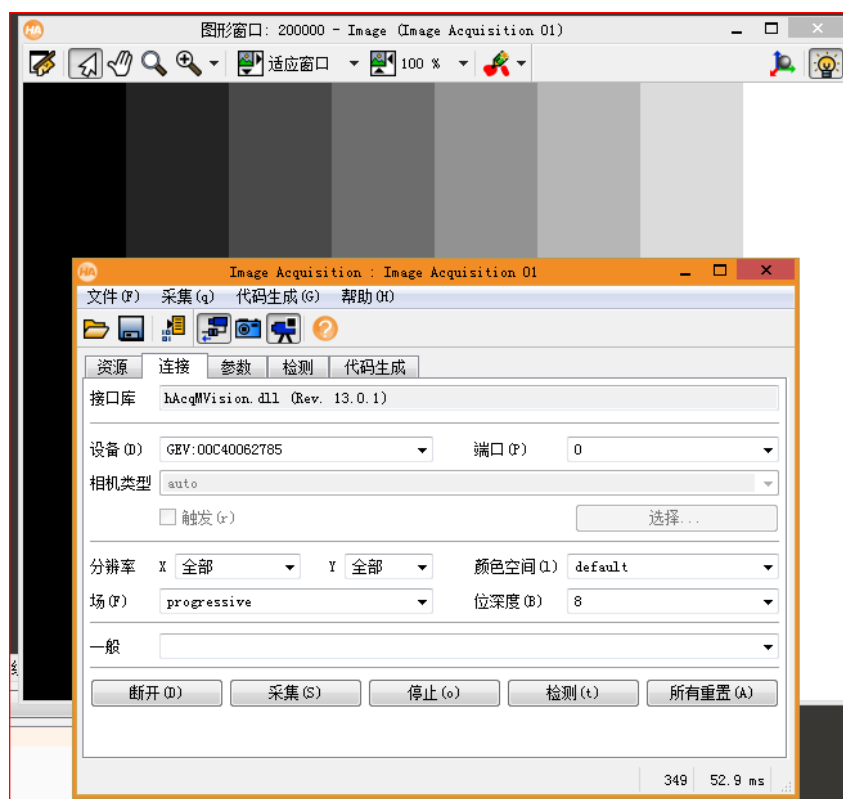 图形窗口: 200000 - Image (Image Acquisition 01)
适应窗口 100 %
Image Acquisition : Image Acquisition 01
文件(F) 采集(q) 代码生成(G) 帮助(H)
资源 连接 参数 检测 代码生成
接口库 hAcqMVision.dll (Rev. 13.0.1)
设备(D) GEV:00C40062785 端口(P) 0
相机类型 auto
触发(r) 选择...
分辨率 X 全部 Y 全部 颜色空间(l) default
场(F) progressive 位深度(B) 8
一般
断开(D) 采集(S) 停止(o) 检测(t) 所有重置(A)
349 52.9 ms